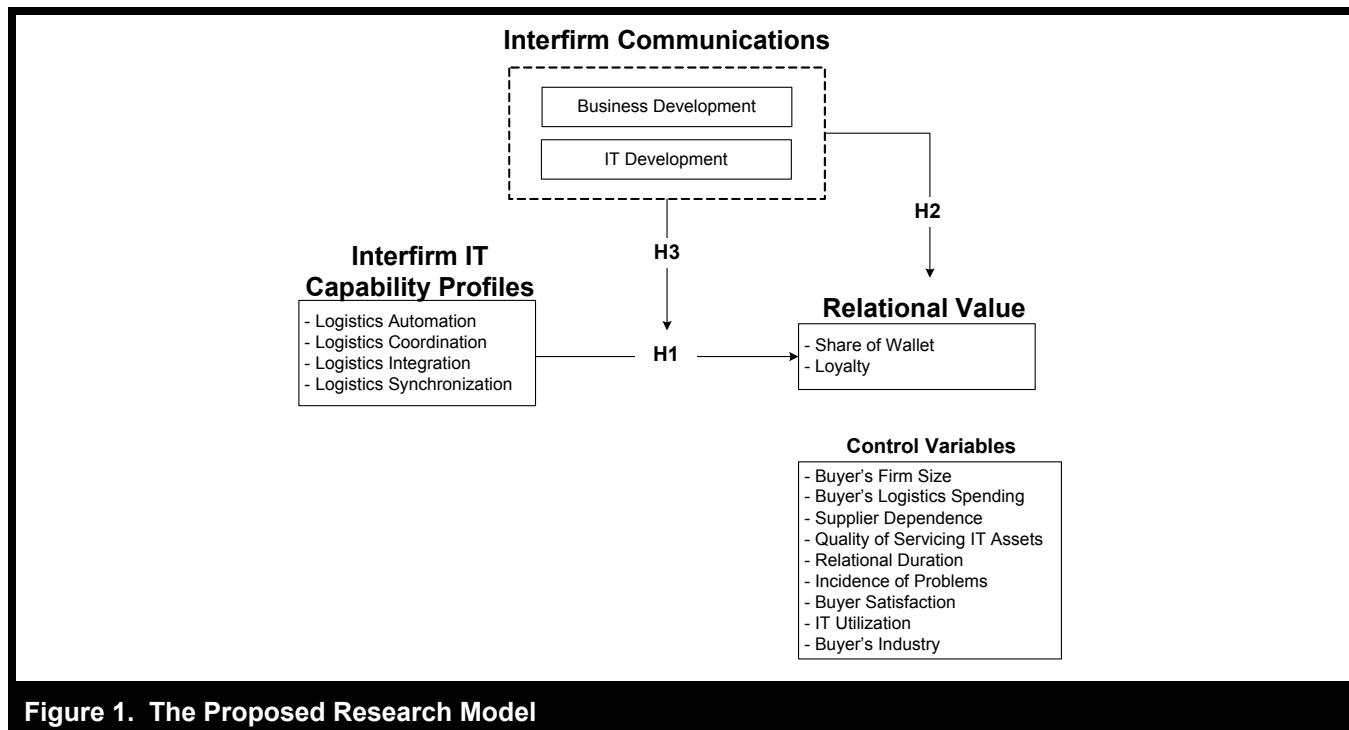 Interfirm Communications
Business Development
IT Development
H2
H3
Interfirm IT
Capability Profiles
- Logistics Automation
- Logistics Coordination
- Logistics Integration
- Logistics Synchronization
H1
Relational Value
- Share of Wallet
- Loyalty
Control Variables
- Buyer's Firm Size
- Buyer's Logistics Spending
- Supplier Dependence
- Quality of Servicing IT Assets
- Relational Duration
- Incidence of Problems
- Buyer Satisfaction
- IT Utilization
- Buyer's Industry
Figure 1. The Proposed Research Model